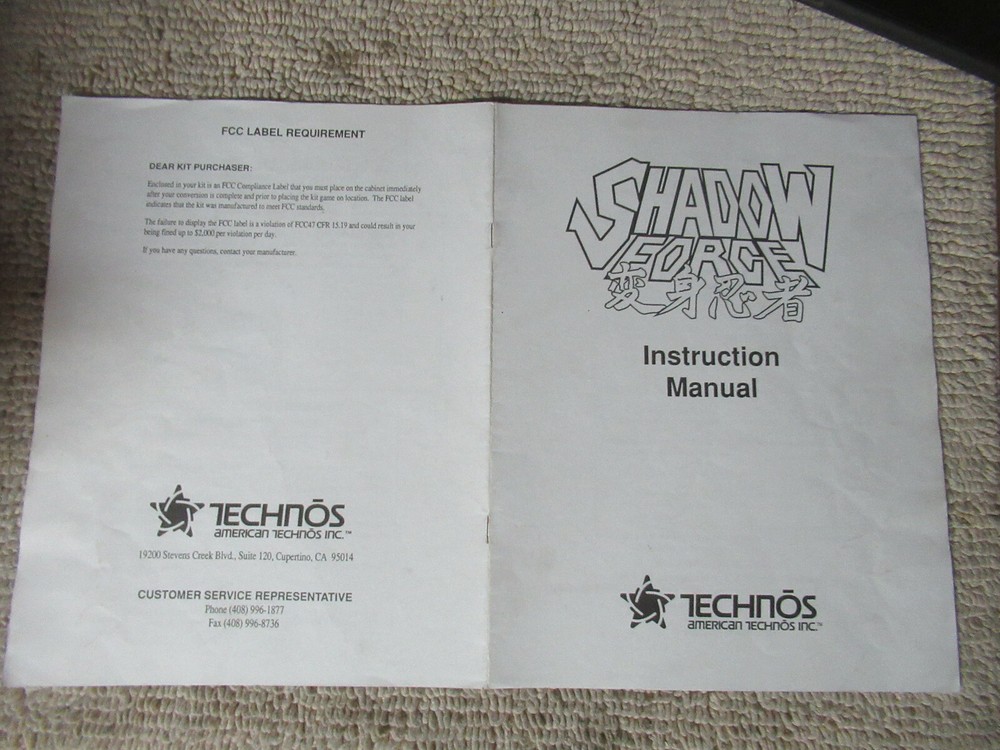 FCC LABEL REQUIREMENT
DEAR KIT PURCHASER:
Enclosed in your kit is an FCC Compliance Label that you must place on the cabinet immediately
after your conversion is complete and prior to placing the kit game on location. The FCC label
indicates that the kit was manufactured to meet FCC standards.
The failure to display the FCC label is a violation of FCC47 CFR 15.19 and could result in your
being fined up to $2,000 per violation per day.
If you have any questions, contact your manufacturer.
TECHNŌS
AMERICAN TECHNŌS INC.™
19200 Stevens Creek Blvd., Suite 120, Cupertino, CA 95014
CUSTOMER SERVICE REPRESENTATIVE
Phone (408) 996-1877
Fax (408) 996-8736
SHADOW
FORCE
変身忍者
Instruction
Manual
TECHNŌS
AMERICAN TECHNŌS INC.™